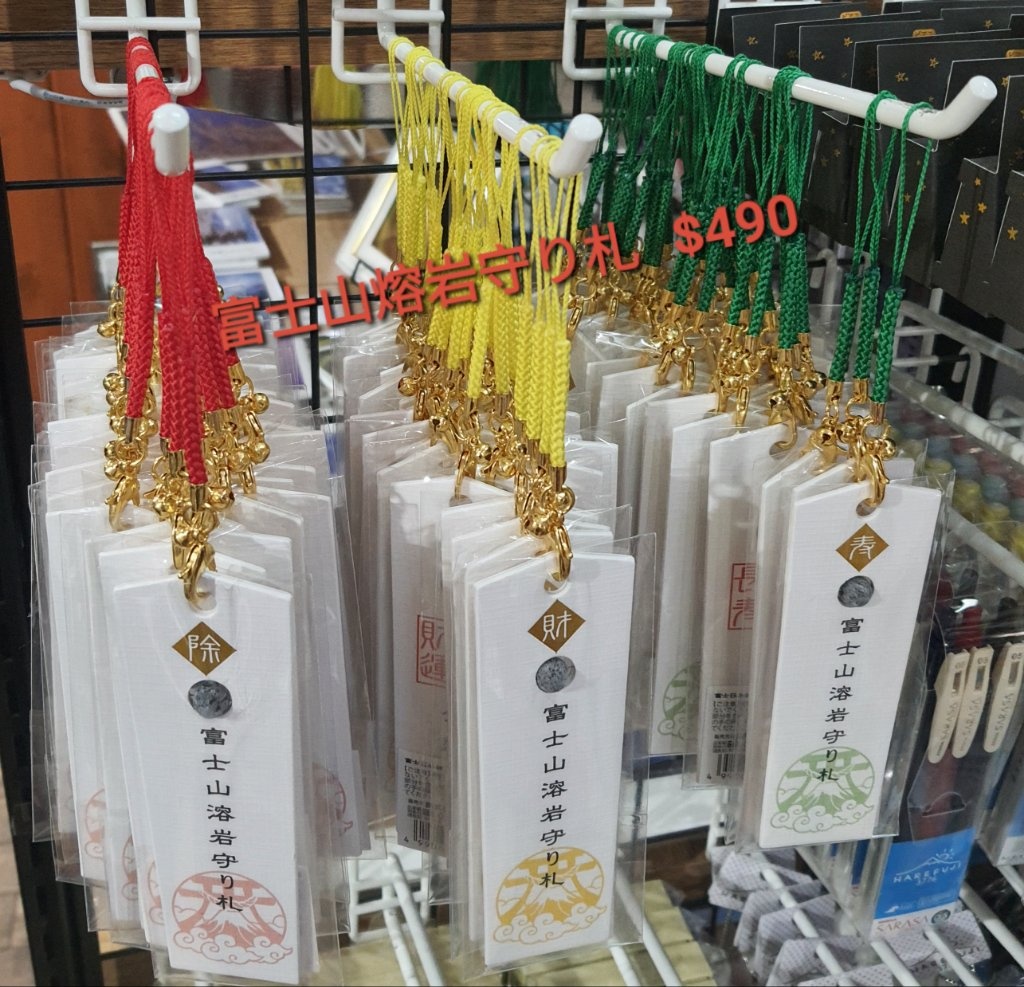 富士山熔岩守り札 $490
除
富士山溶岩守り札
財
富士山溶岩守り札
寿
富士山溶岩守り札
財運
長寿
HAREFUJI
SARASA